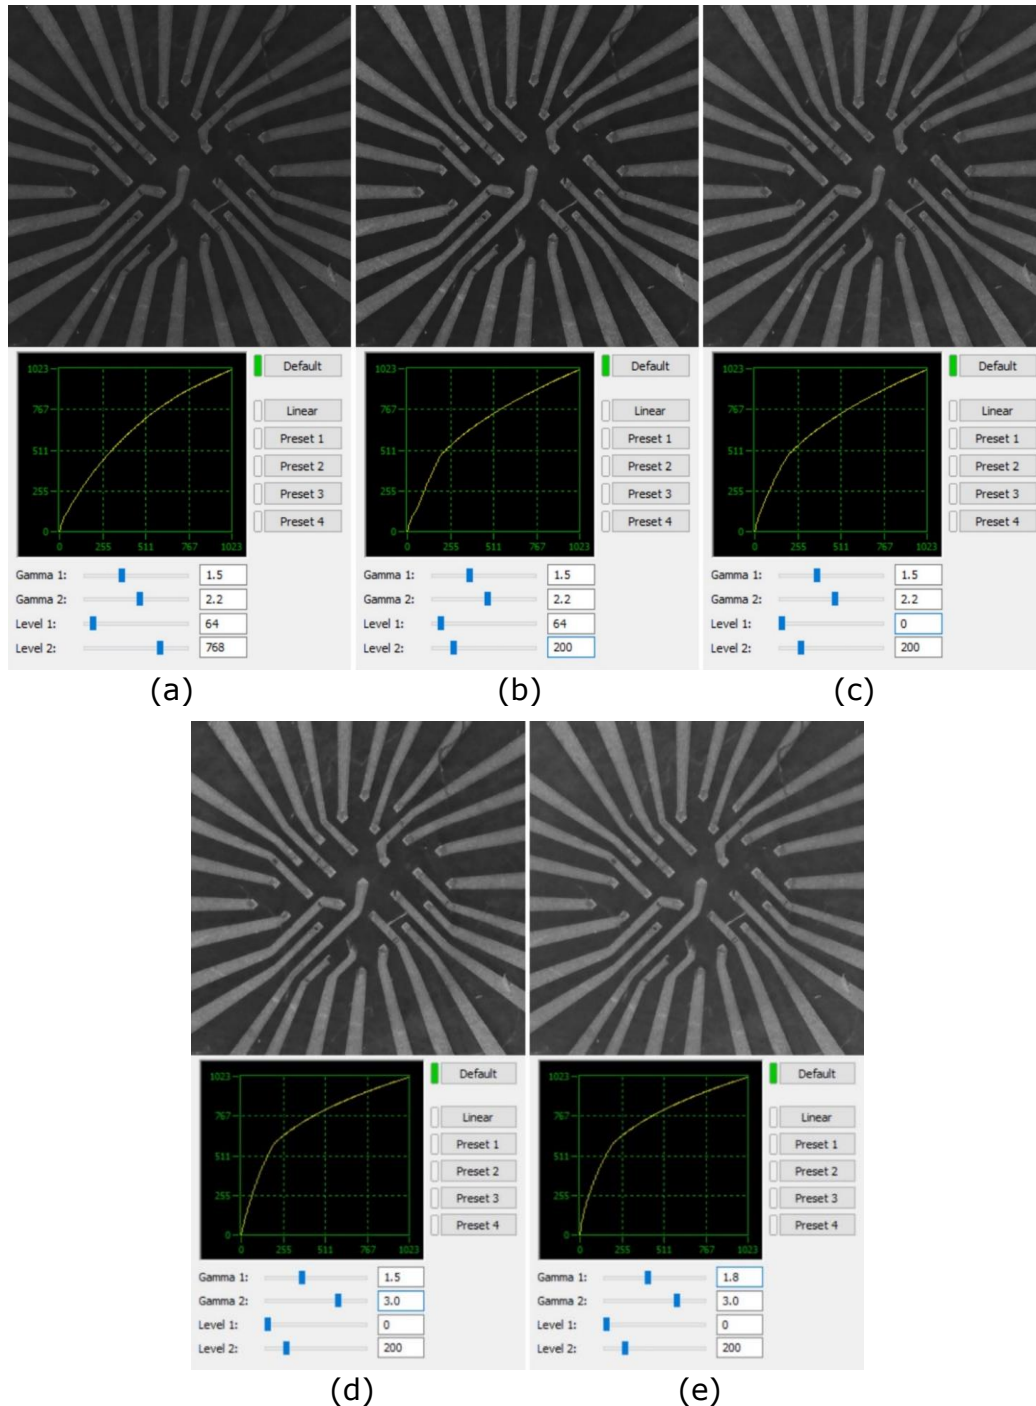 1023
767
511
255
0
0 255 511 767 1023
Default
Linear
Preset 1
Preset 2
Preset 3
Preset 4
Gamma 1: 1.5
Gamma 2: 2.2
Level 1: 64
Level 2: 768
(a)
1023
767
511
255
0
0 255 511 767 1023
Default
Linear
Preset 1
Preset 2
Preset 3
Preset 4
Gamma 1: 1.5
Gamma 2: 2.2
Level 1: 64
Level 2: 200
(b)
1023
767
511
255
0
0 255 511 767 1023
Default
Linear
Preset 1
Preset 2
Preset 3
Preset 4
Gamma 1: 1.5
Gamma 2: 2.2
Level 1: 0
Level 2: 200
(c)
1023
767
511
255
0
0 255 511 767 1023
Default
Linear
Preset 1
Preset 2
Preset 3
Preset 4
Gamma 1: 1.5
Gamma 2: 3.0
Level 1: 0
Level 2: 200
(d)
1023
767
511
255
0
0 255 511 767 1023
Default
Linear
Preset 1
Preset 2
Preset 3
Preset 4
Gamma 1: 1.8
Gamma 2: 3.0
Level 1: 0
Level 2: 200
(e)